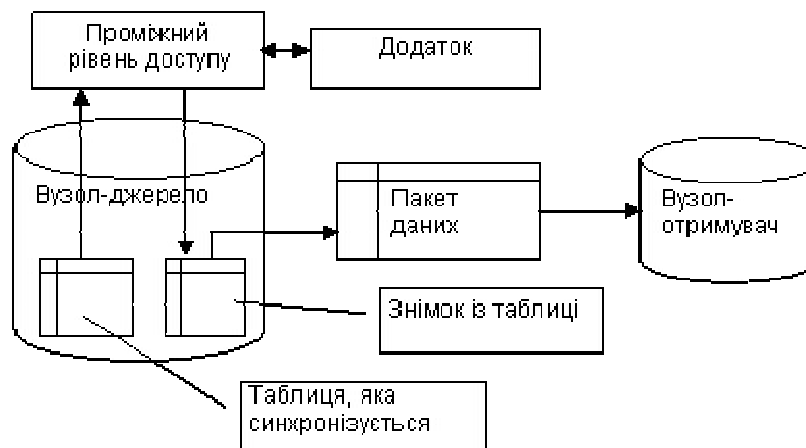 Проміжний
рівень доступу
Додаток
Вузол-джерело
Пакет
даних
Вузол-
отримувач
Знімок із таблиці
Таблиця, яка
синхронізується